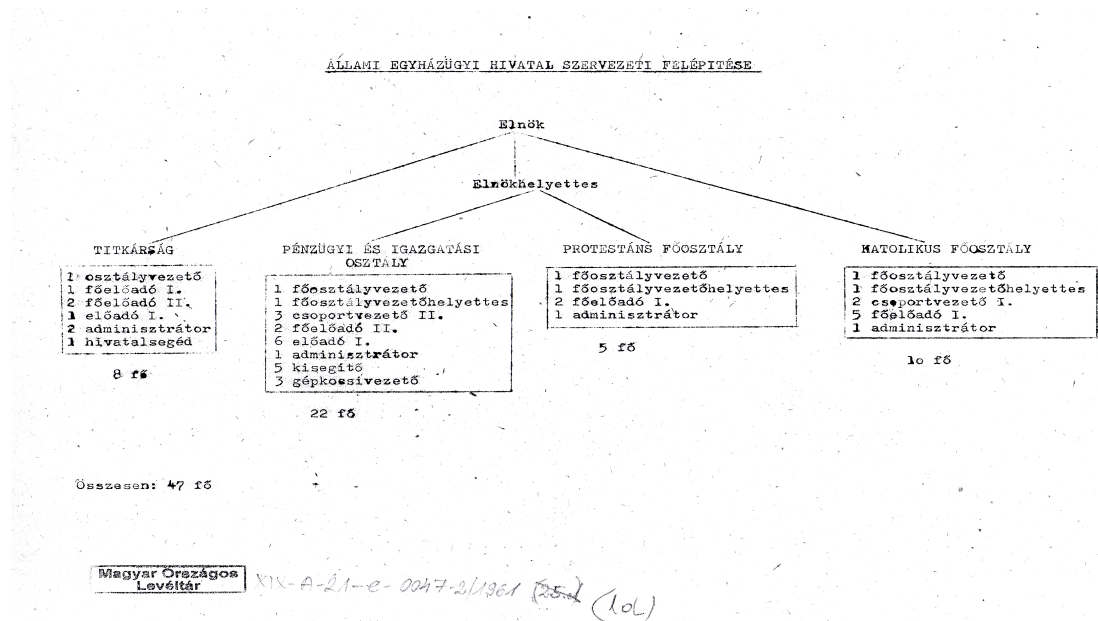 ÁLLAMI EGYHÁZÜGYI HIVATAL SZERVEZETI FELÉPITÉSE
Elnök
Elnökhelyettes
TITKÁRSÁG
1 osztályvezető
1 főelőadó I.
2 főelőadó II.
1 előadó I.
2 adminisztrátor
1 hivatalsegéd
8 fő
PÉNZÜGYI ÉS IGAZGATÁSI
OSZTÁLY
1 főosztályvezető
1 főosztályvezetőhelyettes
3 csoportvezető II.
2 főelőadó II.
6 előadó I.
1 adminisztrátor
5 kisegítő
3 gépkocsivezető
22 fő
PROTESTÁNS FŐOSZTÁLY
1 főosztályvezető
1 főosztályvezetőhelyettes
2 főelőadó I.
1 adminisztrátor
5 fő
KATOLIKUS FŐOSZTÁLY
1 főosztályvezető
1 főosztályvezetőhelyettes
2 csoportvezető I.
5 főelőadó I.
1 adminisztrátor
1o fő
Összesen: 47 fő
Magyar Országos
Levéltár
XIX-A-21-e-0047-2/1961 (25.d) (1oL)